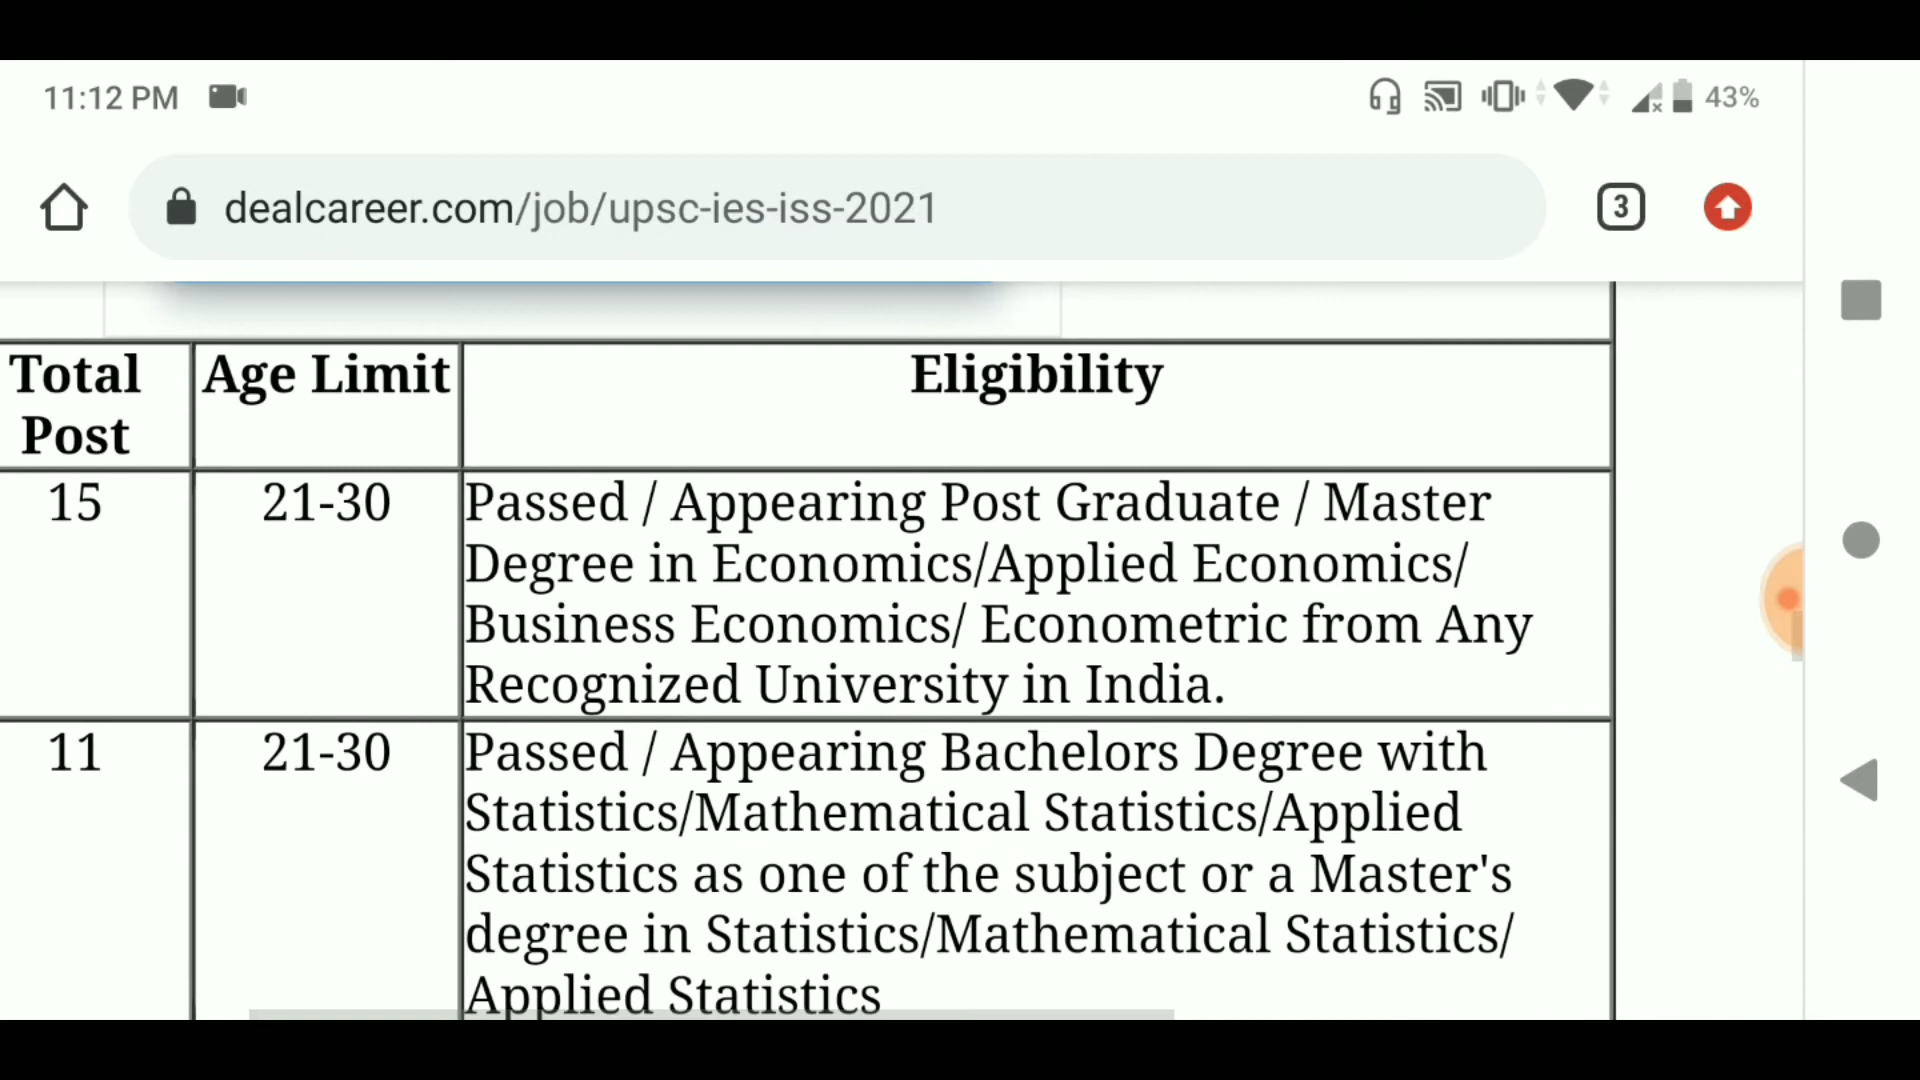 11:12 PM
43%
dealcareer.com/job/upsc-ies-iss-2021
3
Total
Post
Age Limit
Eligibility
15
21-30
Passed / Appearing Post Graduate / Master
Degree in Economics/Applied Economics/
Business Economics/ Econometric from Any
Recognized University in India.
11
21-30
Passed / Appearing Bachelors Degree with
Statistics/Mathematical Statistics/Applied
Statistics as one of the subject or a Master's
degree in Statistics/Mathematical Statistics/
Applied Statistics